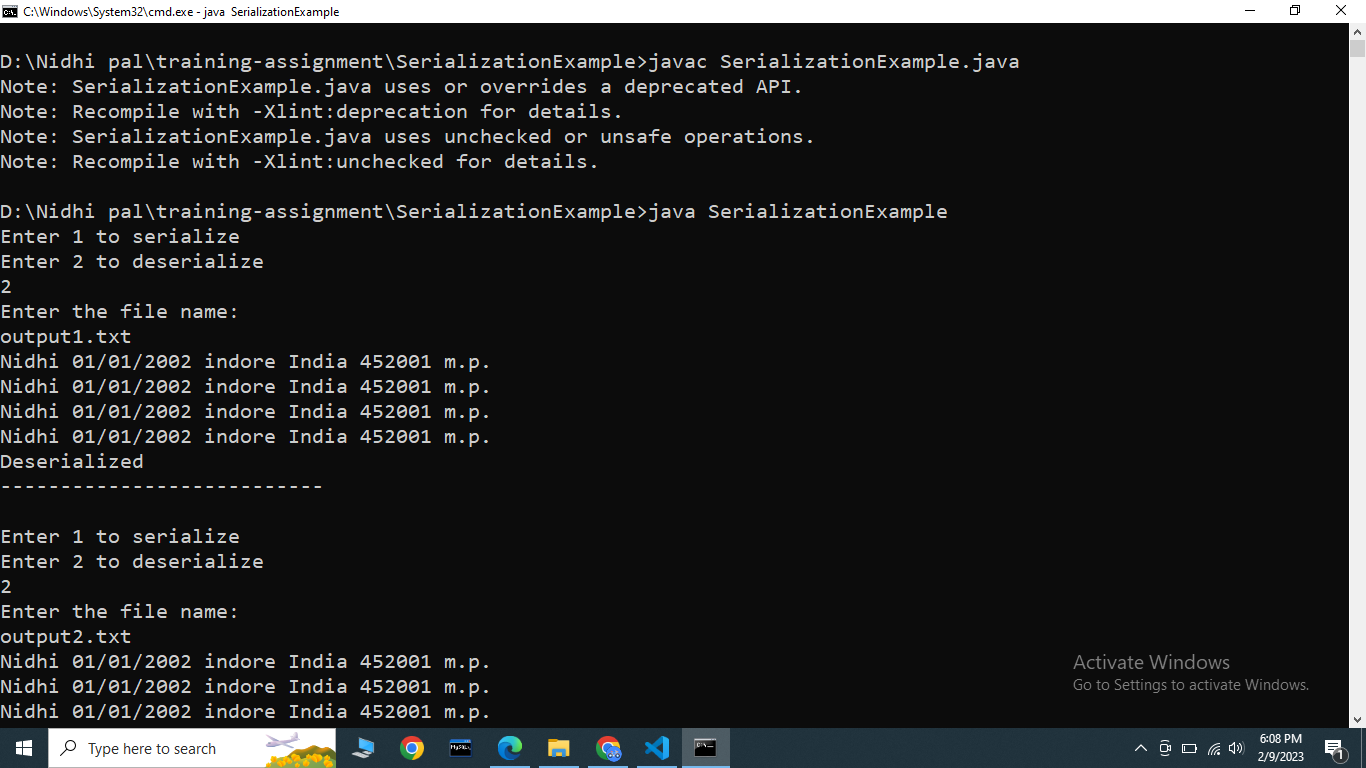 C:\Windows\System32\cmd.exe - java  SerializationExample
D:\Nidhi pal\training-assignment\SerializationExample>javac SerializationExample.java
Note: SerializationExample.java uses or overrides a deprecated API.
Note: Recompile with -Xlint:deprecation for details.
Note: SerializationExample.java uses unchecked or unsafe operations.
Note: Recompile with -Xlint:unchecked for details.
D:\Nidhi pal\training-assignment\SerializationExample>java SerializationExample
Enter 1 to serialize
Enter 2 to deserialize
2
Enter the file name:
output1.txt
Nidhi 01/01/2002 indore India 452001 m.p.
Nidhi 01/01/2002 indore India 452001 m.p.
Nidhi 01/01/2002 indore India 452001 m.p.
Nidhi 01/01/2002 indore India 452001 m.p.
Deserialized
---------------------------
Enter 1 to serialize
Enter 2 to deserialize
2
Enter the file name:
output2.txt
Nidhi 01/01/2002 indore India 452001 m.p.
Nidhi 01/01/2002 indore India 452001 m.p.
Nidhi 01/01/2002 indore India 452001 m.p.
Activate Windows
Go to Settings to activate Windows.
Type here to search
MySQL
6:08 PM
2/9/2023
1